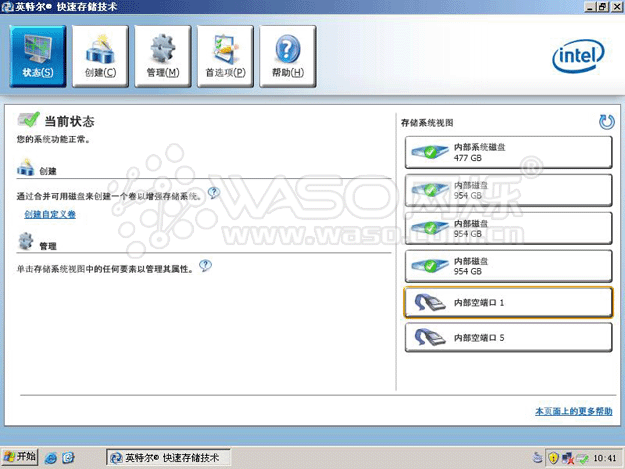 英特尔® 快速存储技术
状态(S)
创建(C)
管理(M)
首选项(P)
帮助(H)
intel
当前状态
您的系统功能正常。
创建
通过合并可用磁盘来创建一个卷以增强存储系统。
创建自定义卷
管理
单击存储系统视图中的任何要素以管理其属性。
存储系统视图
内部系统磁盘
477 GB
内部磁盘
954 GB
内部磁盘
954 GB
内部磁盘
954 GB
内部空端口 1
内部空端口 5
WASO网烁®
www.waso.com.cn
本页面上的更多帮助
开始
英特尔® 快速存储技术
10:41